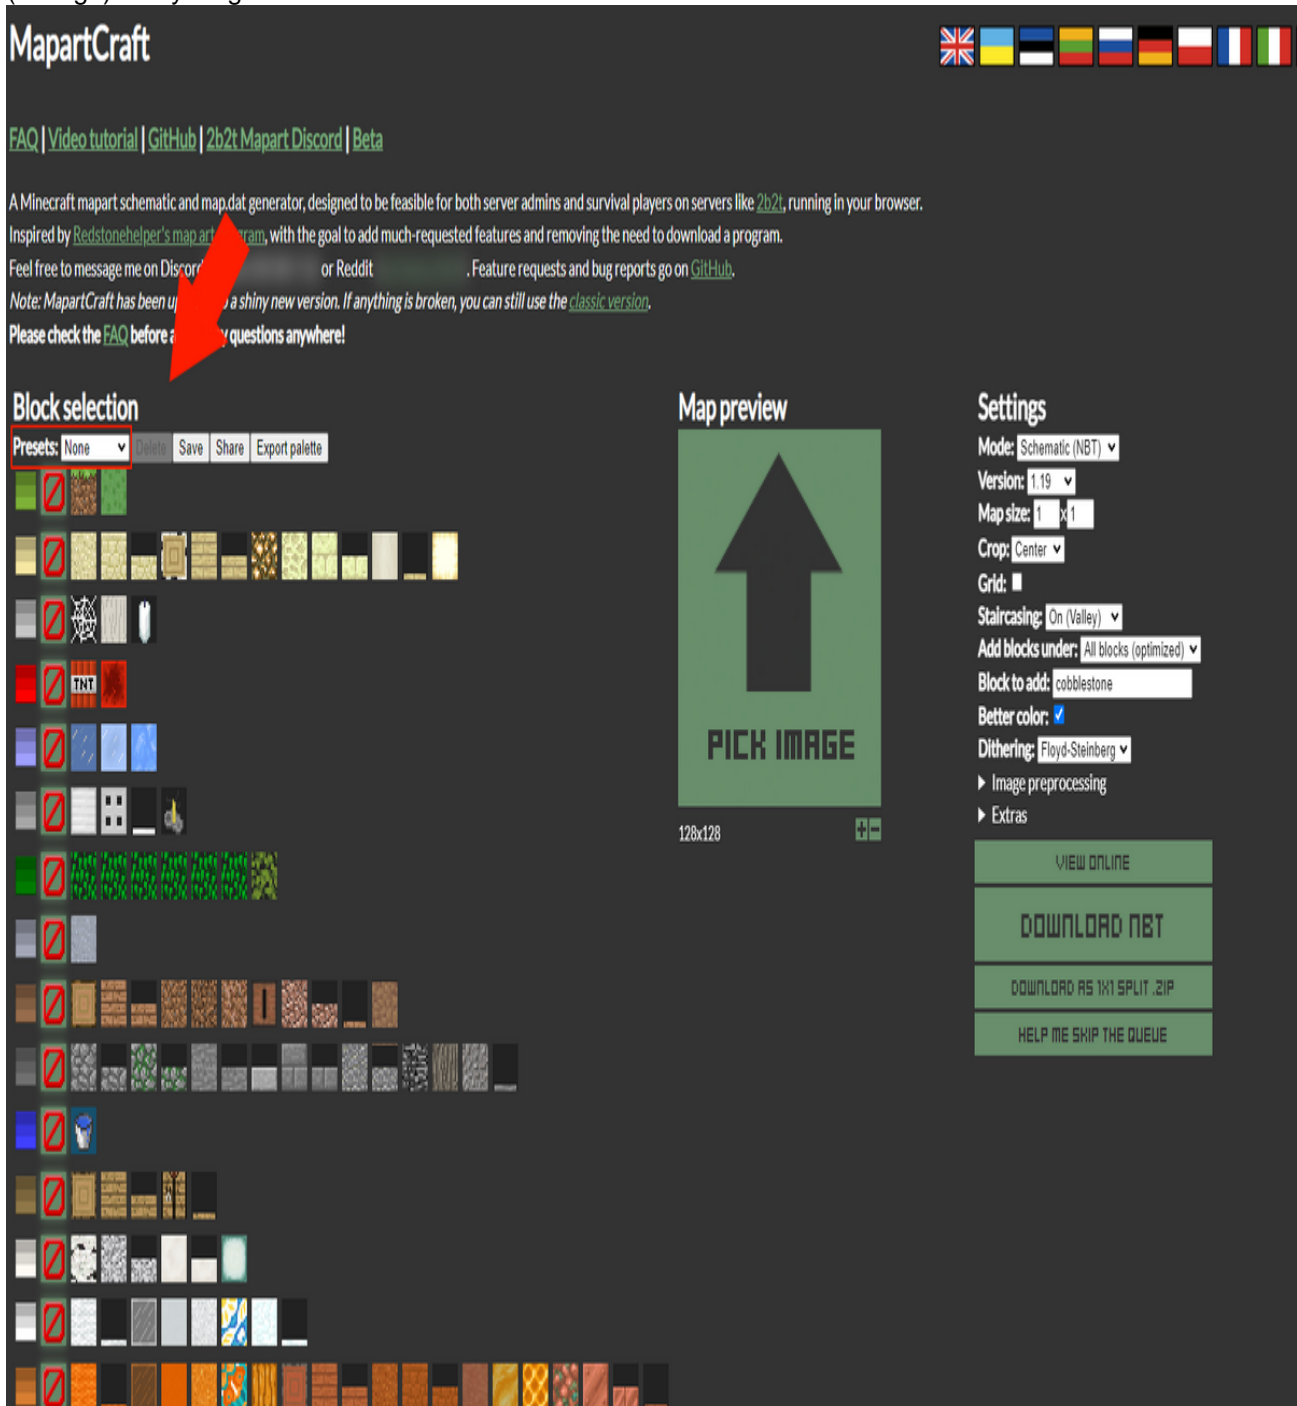 MapartCraft
FAQ | Video tutorial | GitHub | 2b2t Mapart Discord | Beta
A Minecraft mapart schematic and map.dat generator, designed to be feasible for both server admins and survival players on servers like 2b2t, running in your browser.
Inspired by Redstonehelper's map art, with the goal to add much-requested features and removing the need to download a program.
Feel free to message me on Discord or Reddit . Feature requests and bug reports go on GitHub.
Note: MapartCraft has been a shiny new version. If anything is broken, you can still use the classic version.
Please check the FAQ before questions anywhere!
Block selection
Presets: None Delete Save Share Export palette
TNT
Map preview
PICK IMAGE
128x128
Settings
Mode: Schematic (NBT)
Version: 1.19
Map size: 1 x 1
Crop: Center
Grid:
Staircasing: On (Valley)
Add blocks under: All blocks (optimized)
Block to add: cobblestone
Better color:
Dithering: Floyd-Steinberg
Image preprocessing
Extras
VIEW ONLINE
DOWNLOAD NBT
DOWNLOAD AS 1X1 SPLIT .ZIP
HELP ME SKIP THE QUEUE